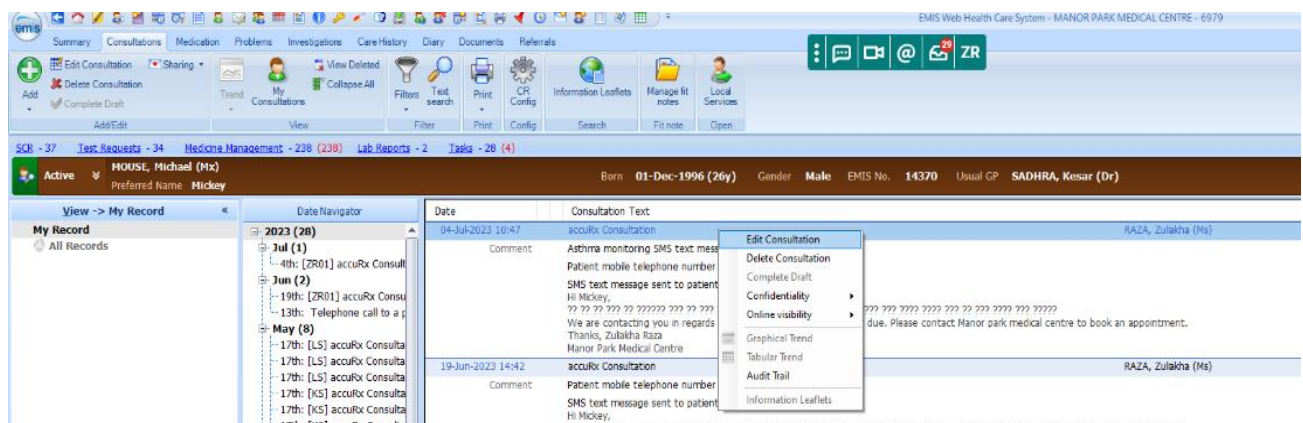 emis
EMIS Web Health Care System - MANOR PARK MEDICAL CENTRE - 6979
Summary Consultations Medication Problems Investigations Care History Diary Documents Referrals
29 ZR
Add
Edit Consultation
Sharing
Delete Consultation
Complete Draft
Add/Edit
Trend
My Consultations
View Deleted
Collapse All
View
Filters
Text search
Filter
Print
Print
CR Config
Config
Information Leaflets
Search
Manage fit notes
Fit note
Local Services
Open
SCR - 37 Test Requests - 34 Medicine Management - 238 (238) Lab Reports - 2 Tasks - 28 (4)
Active MOUSE, Michael (Mx)
Preferred Name Mickey
Born 01-Dec-1996 (26y) Gender Male EMIS No. 14370 Usual GP SADHRA, Kesar (Dr)
View -> My Record
My Record
All Records
Date Navigator
2023 (28)
Jul (1)
4th: [ZR01] accuRx Consult
Jun (2)
19th: [ZR01] accuRx Consu
13th: Telephone call to a p
May (8)
17th: [LS] accuRx Consulta
17th: [LS] accuRx Consulta
17th: [LS] accuRx Consulta
17th: [KS] accuRx Consulta
17th: [KS] accuRx Consulta
Date Consultation Text
04-Jul-2023 10:47 accuRx Consultation RAZA, Zulakha (Ms)
Comment Asthma monitoring SMS text mess
Patient mobile telephone number
SMS text message sent to patient
Hi Mickey,
We are contacting you in regards due. Please contact Manor park medical centre to book an appointment.
Thanks, Zulakha Raza
Manor Park Medical Centre
19-Jun-2023 14:42 accuRx Consultation RAZA, Zulakha (Ms)
Comment Patient mobile telephone number
SMS text message sent to patient
Hi Mickey,
Edit Consultation
Delete Consultation
Complete Draft
Confidentiality
Online visibility
Graphical Trend
Tabular Trend
Audit Trail
Information Leaflets